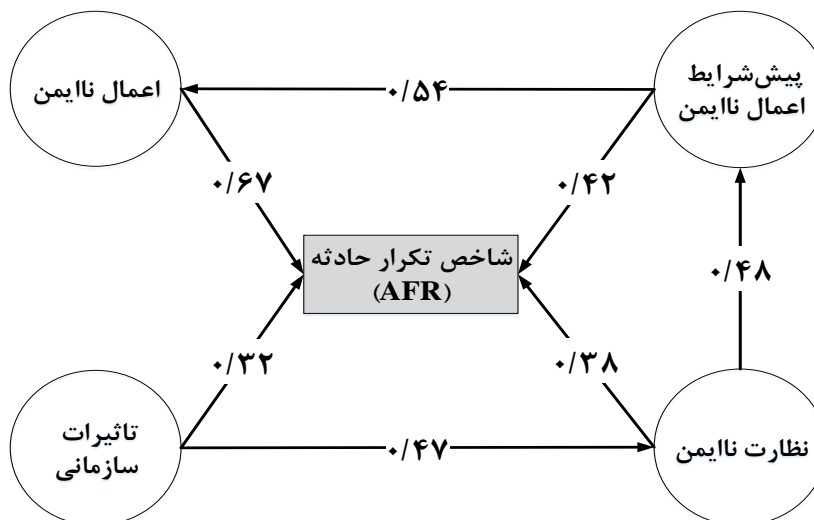 پیش‌شرایط
اعمال ناایمن
اعمال ناایمن
۰/۵۴
۰/۴۲
۰/۶۷
شاخص تکرار حادثه
(AFR)
۰/۴۸
۰/۳۸
۰/۳۲
نظارت ناایمن
۰/۴۷
تاثیرات
سازمانی